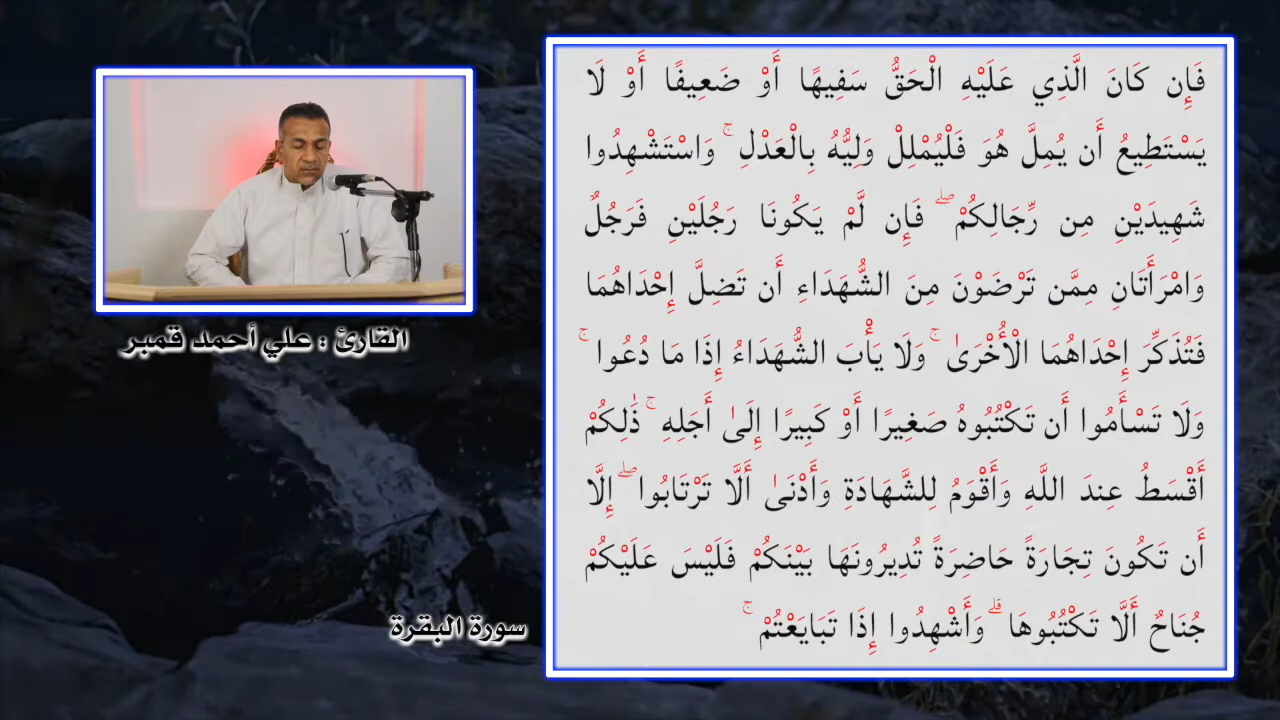 فَإِن كَانَ الَّذِي عَلَيْهِ الْحَقُّ سَفِيهًا أَوْ ضَعِيفًا أَوْ لَا
يَسْتَطِيعُ أَن يُمِلَّ هُوَ فَلْيُمْلِلْ وَلِيُّهُ بِالْعَدْلِ ۚ وَاسْتَشْهِدُوا
شَهِيدَيْنِ مِن رِّجَالِكُمْ ۖ فَإِن لَّمْ يَكُونَا رَجُلَيْنِ فَرَجُلٌ
وَامْرَأَتَانِ مِمَّن تَرْضَوْنَ مِنَ الشُّهَدَاءِ أَن تَضِلَّ إِحْدَاهُمَا
فَتُذَكِّرَ إِحْدَاهُمَا الْأُخْرَىٰ ۚ وَلَا يَأْب الشُّهَدَاءُ إِذَا مَا دُعُوا ۚ
وَلَا تَسْأَمُوا أَن تَكْتُبُوهُ صَغِيرًا أَوْ كَبِيرًا إِلَىٰ أَجَلِهِ ۚ ذَٰلِكُمْ
أَقْسَطُ عِندَ اللَّهِ وَأَقْوَمُ لِلشَّهَادَةِ وَأَدْنَىٰ أَلَّا تَرْتَابُوا ۖ إِلَّا
أَن تَكُونَ تِجَارَةً حَاضِرَةً تُدِيرُونَهَا بَيْنَكُمْ فَلَيْسَ عَلَيْكُمْ
جُنَاحٌ أَلَّا تَكْتُبُوهَا ۗ وَأَشْهِدُوا إِذَا تَبَايَعْتُمْ ۚ
القارئ : علي أحمد قمبر
سورة البقرة